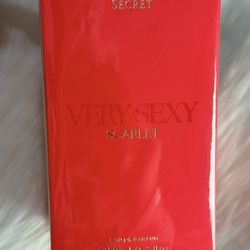 SECRET
VERY SEXY
SCARLET
EAU DE PARFUM